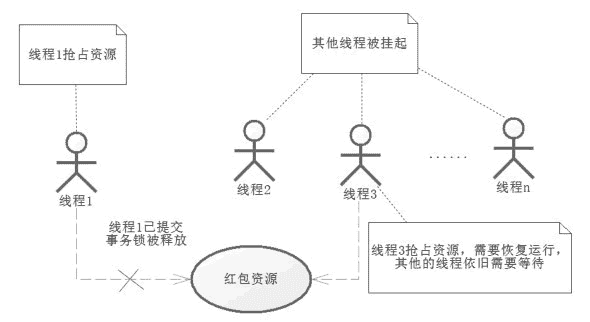 线程1抢占资源
其他线程被挂起
线程1
线程2
线程3
......
线程n
线程1已提交
事务锁被释放
红包资源
线程3抢占资源，需要恢复运行，
其他的线程依旧需要等待